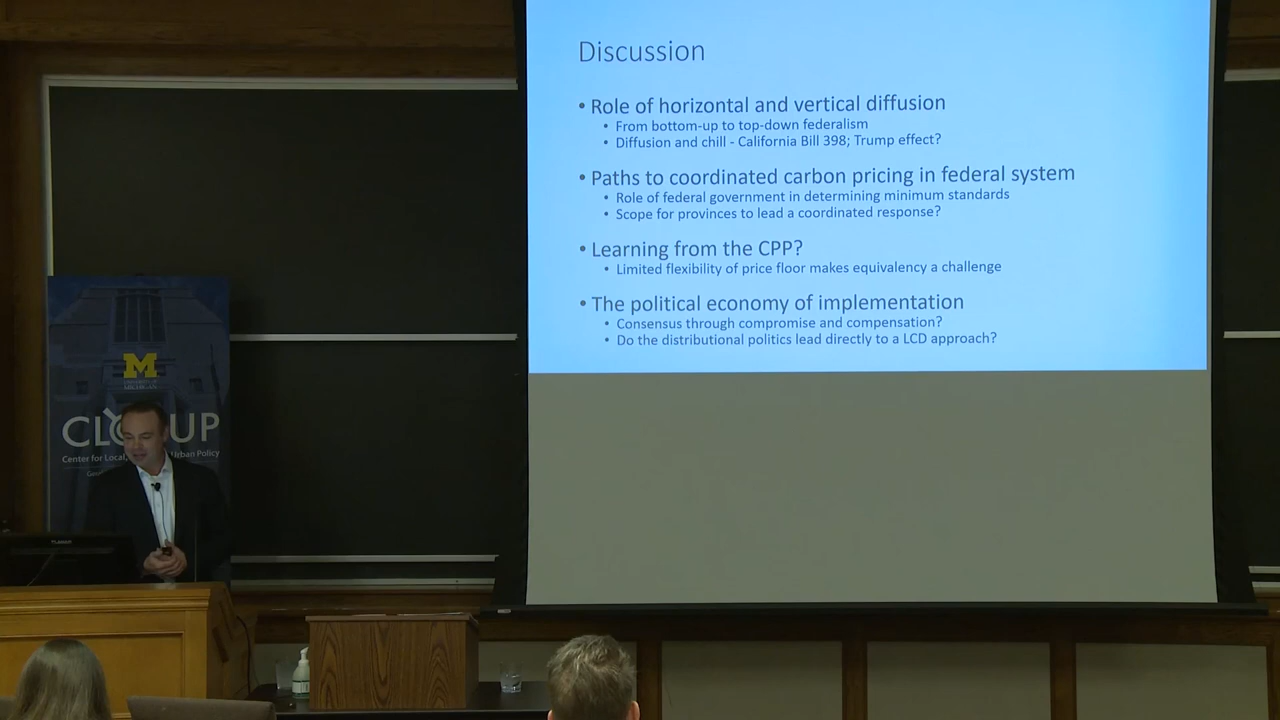 Discussion
• Role of horizontal and vertical diffusion
• From bottom-up to top-down federalism
• Diffusion and chill - California Bill 398; Trump effect?
• Paths to coordinated carbon pricing in federal system
• Role of federal government in determining minimum standards
• Scope for provinces to lead a coordinated response?
• Learning from the CPP?
• Limited flexibility of price floor makes equivalency a challenge
• The political economy of implementation
• Consensus through compromise and compensation?
• Do the distributional politics lead directly to a LCD approach?
M
CL UP
Center for Local, Urban Policy